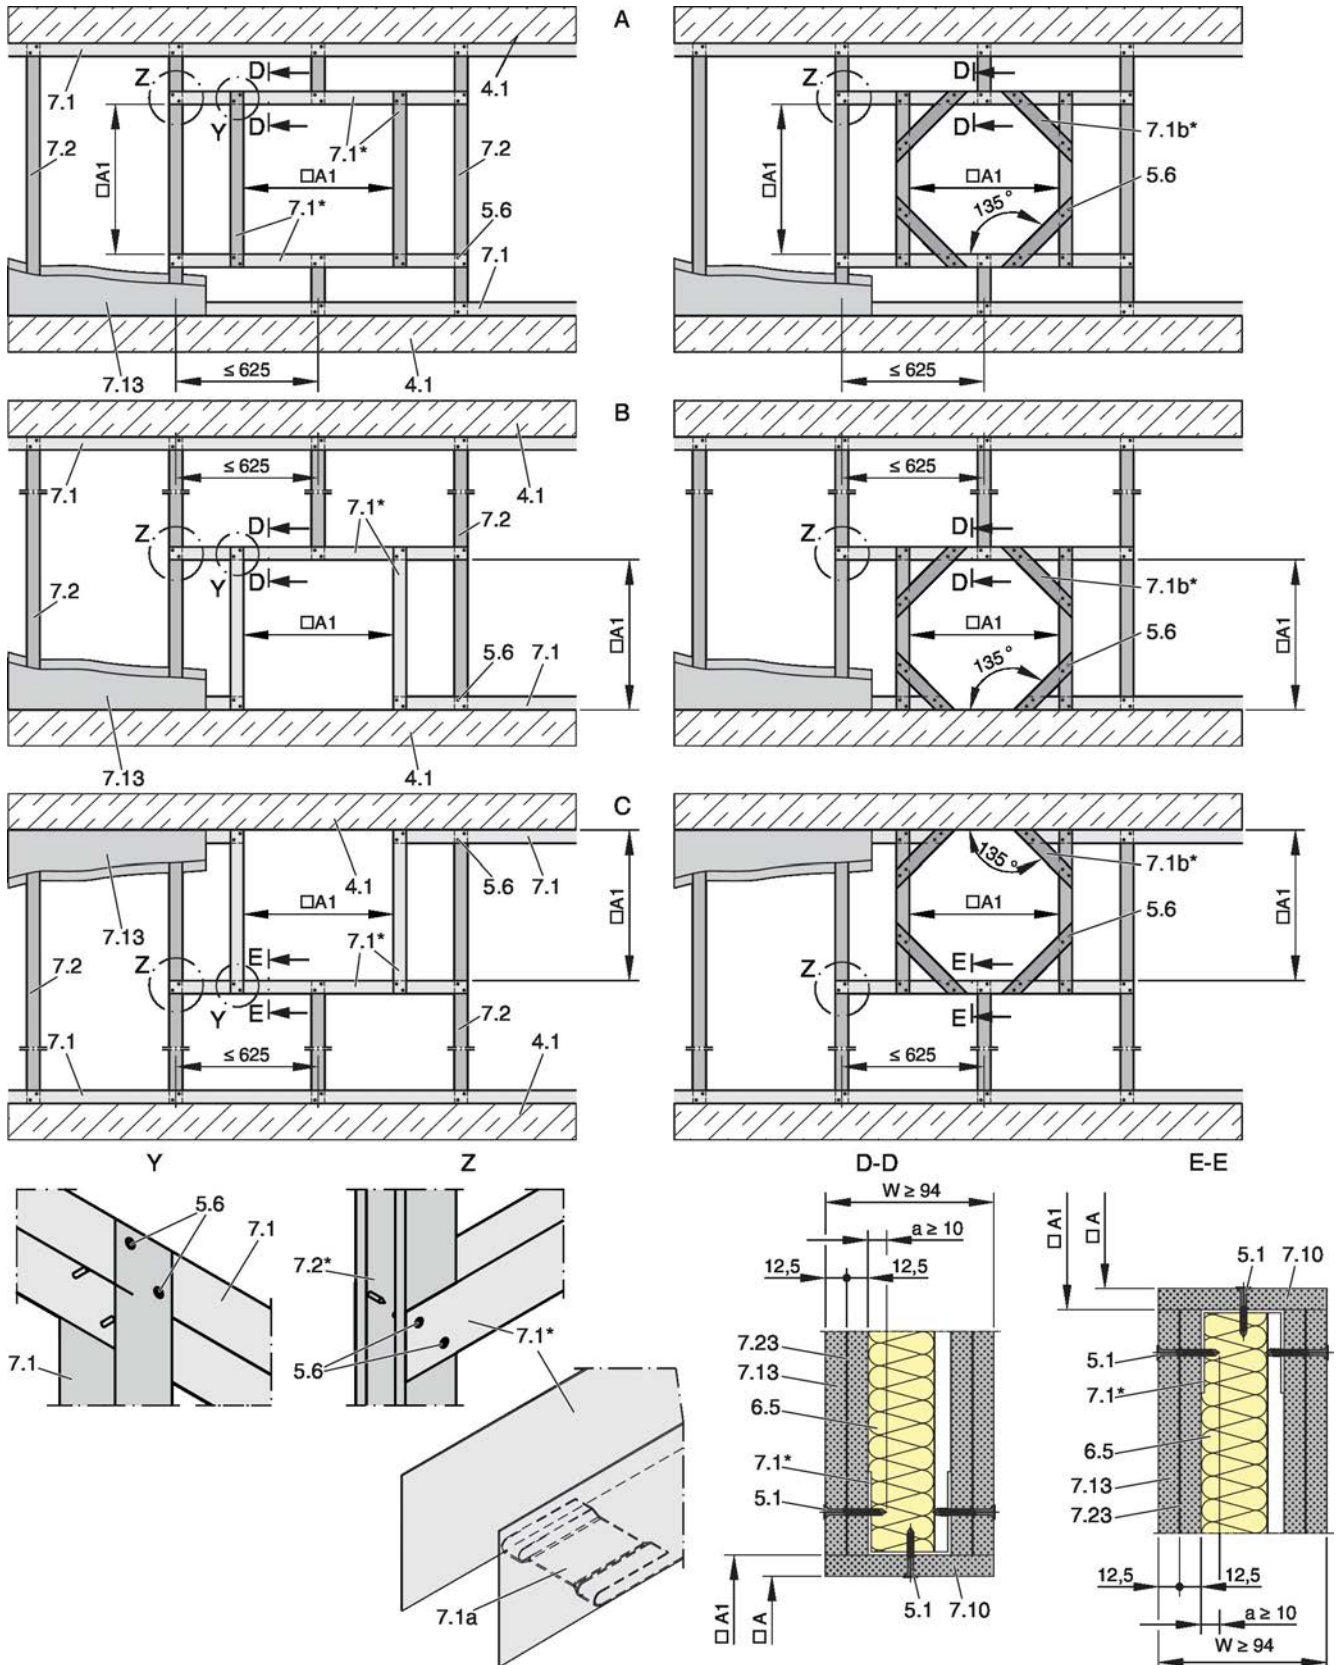 A
Z
D
D
Y
7.1
4.1
7.1*
7.2
□A1
□A1
7.2
7.1*
5.6
7.1
7.13
≤ 625
4.1
Z
D
D
7.1b*
□A1
□A1
5.6
135°
≤ 625
B
≤ 625
7.1
4.1
7.1*
Z
D
D
Y
7.2
7.2
□A1
□A1
5.6
7.1
7.13
4.1
≤ 625
Z
D
D
7.1b*
□A1
□A1
5.6
135°
C
4.1
5.6
7.1
□A1
□A1
7.13
7.1*
Z
E
E
Y
7.2
7.2
7.1
≤ 625
4.1
135°
7.1b*
□A1
□A1
5.6
Z
E
E
≤ 625
Y
5.6
7.1
7.1
Z
7.2*
5.6
7.1*
7.1a
D-D
W ≥ 94
a ≥ 10
12,5
12,5
7.23
7.13
6.5
7.1*
5.1
□A1
□A
5.1
7.10
E-E
□A1
□A
5.1
7.10
5.1
7.1*
6.5
7.13
7.23
12,5
12,5
a ≥ 10
W ≥ 94